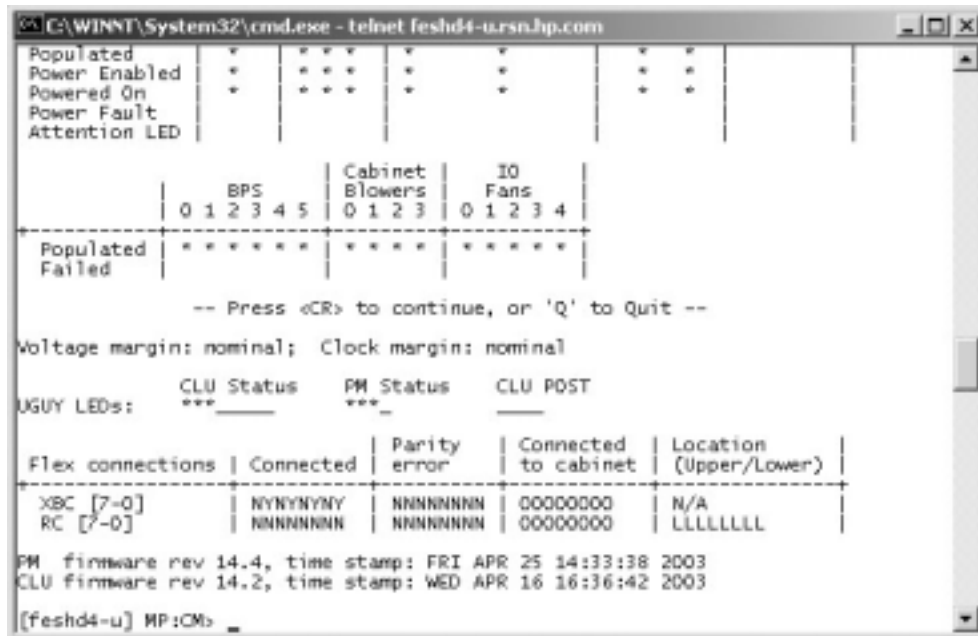 C:\WINNT\System32\cmd.exe - telnet feshd4-u.rsn.hp.com
Populated | * | * * * | * * | * * | |
Power Enabled | * | * * * | * * | * * | |
Powered On | * | * * * | * * | * * | |
Power Fault | | | | | |
Attention LED | | | | | |
| | Cabinet | IO |
| BPS | Blowers | Fans |
| 0 1 2 3 4 5 | 0 1 2 3 | 0 1 2 3 4 |
+---------+-------------+---------+-----------+
Populated | * * * * * * | * * * * | * * * * * |
Failed | | | |
-- Press <CR> to continue, or 'Q' to Quit --
Voltage margin: nominal; Clock margin: nominal
CLU Status PM Status CLU POST
UGUY LEDs: ***_____ ***_ ____
| Parity | Connected | Location |
Flex connections | Connected | error | to cabinet | (Upper/Lower) |
+-----------------+-----------+----------+------------+---------------+
XBC [7-0] | NYNYNYNY | NNNNNNNN | 00000000 | N/A |
RC [7-0] | NNNNNNNN | NNNNNNNN | 00000000 | LLLLLLLL |
PM firmware rev 14.4, time stamp: FRI APR 25 14:33:38 2003
CLU firmware rev 14.2, time stamp: WED APR 16 16:36:42 2003
[feshd4-u] MP:CM> _